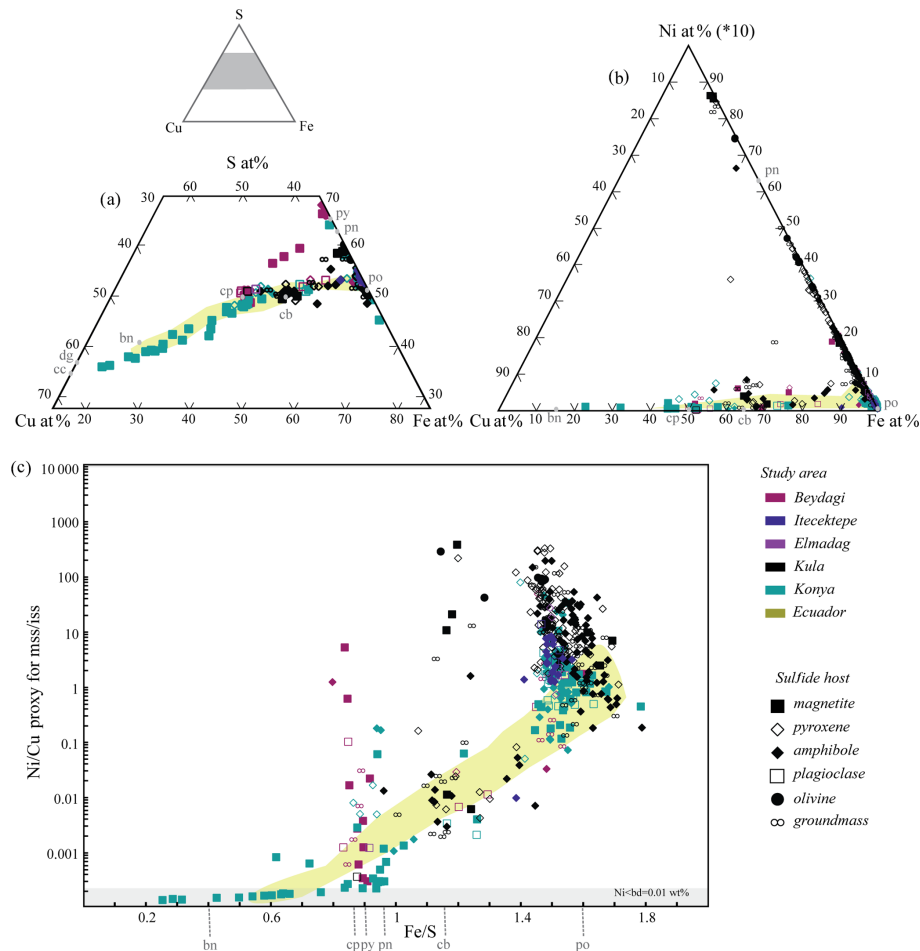 S
Cu
Fe
S at%
(a)
60
50
40
30
70
40
60
50
50
60
40
70
30
Cu at%
20
30
40
50
60
70
80
Fe at%
py
pn
po
cp
cb
bn
dg
cc
Ni at% (*10)
(b)
10
90
20
80
30
70
40
60
50
50
60
40
70
30
80
20
90
10
Cu at%
10
20
30
40
50
60
70
80
90
Fe at%
pn
po
bn
cp
cb
(c)
Ni/Cu proxy for mss/iss
10 000
1000
100
10
1
0.1
0.01
0.001
Ni<bd=0.01 wt%
0.2
0.6
1
1.4
1.8
Fe/S
bn
cp
py
pn
cb
po
Study area
Beydagi
Itecektepe
Elmadag
Kula
Konya
Ecuador
Sulfide host
magnetite
pyroxene
amphibole
plagioclase
olivine
groundmass